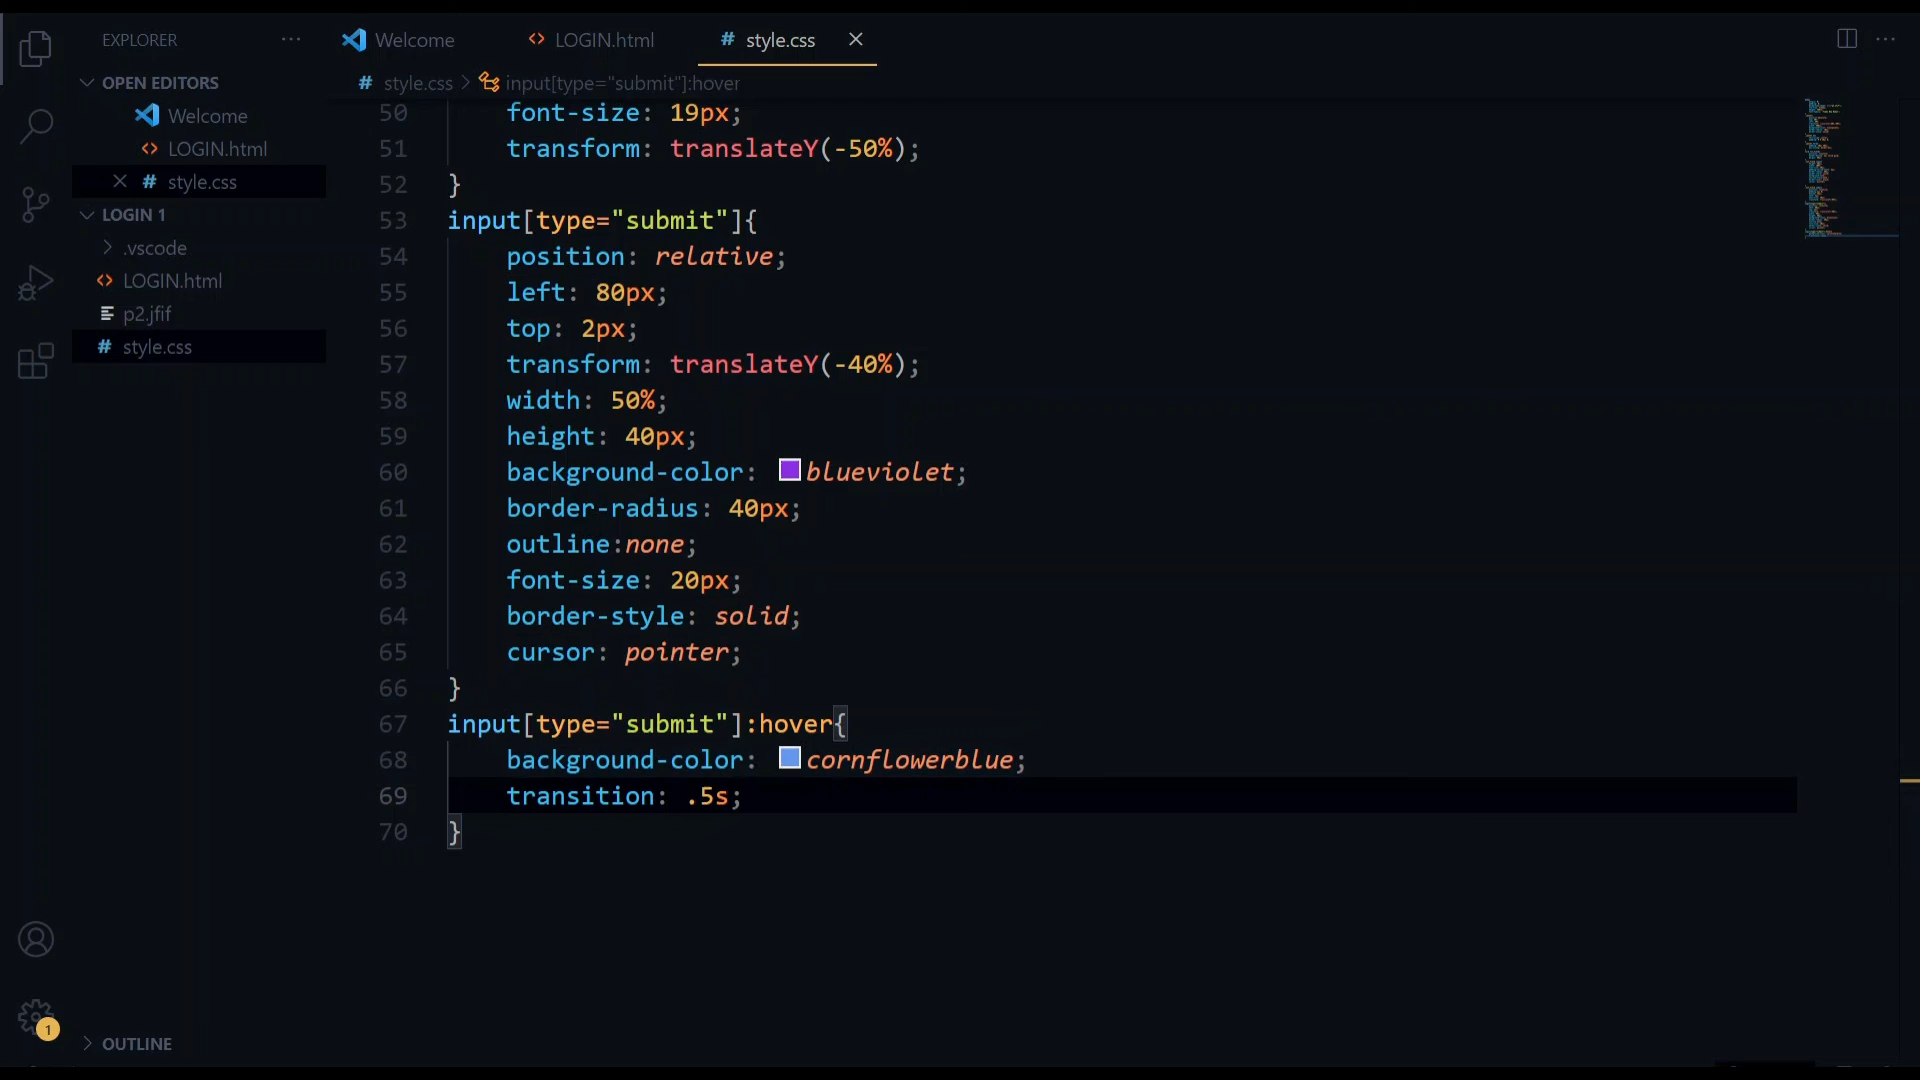 EXPLORER
OPEN EDITORS
Welcome
LOGIN.html
style.css
LOGIN 1
.vscode
LOGIN.html
p2.jfif
style.css
OUTLINE
1
Welcome
LOGIN.html
style.css
style.css > input[type="submit"]:hover
50 font-size: 19px;
51 transform: translateY(-50%);
52 }
53 input[type="submit"]{
54 position: relative;
55 left: 80px;
56 top: 2px;
57 transform: translateY(-40%);
58 width: 50%;
59 height: 40px;
60 background-color: blueviolet;
61 border-radius: 40px;
62 outline:none;
63 font-size: 20px;
64 border-style: solid;
65 cursor: pointer;
66 }
67 input[type="submit"]:hover{
68 background-color: cornflowerblue;
69 transition: .5s;
70 }